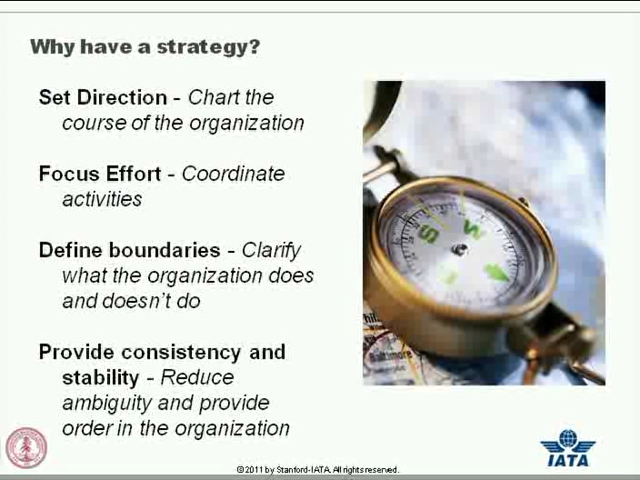 Why have a strategy?
Set Direction - Chart the
course of the organization
Focus Effort - Coordinate
activities
Define boundaries - Clarify
what the organization does
and doesn't do
Provide consistency and
stability - Reduce
ambiguity and provide
order in the organization
S
W
Baltimore
IATA
© 2011 by Stanford-IATA. All rights reserved.